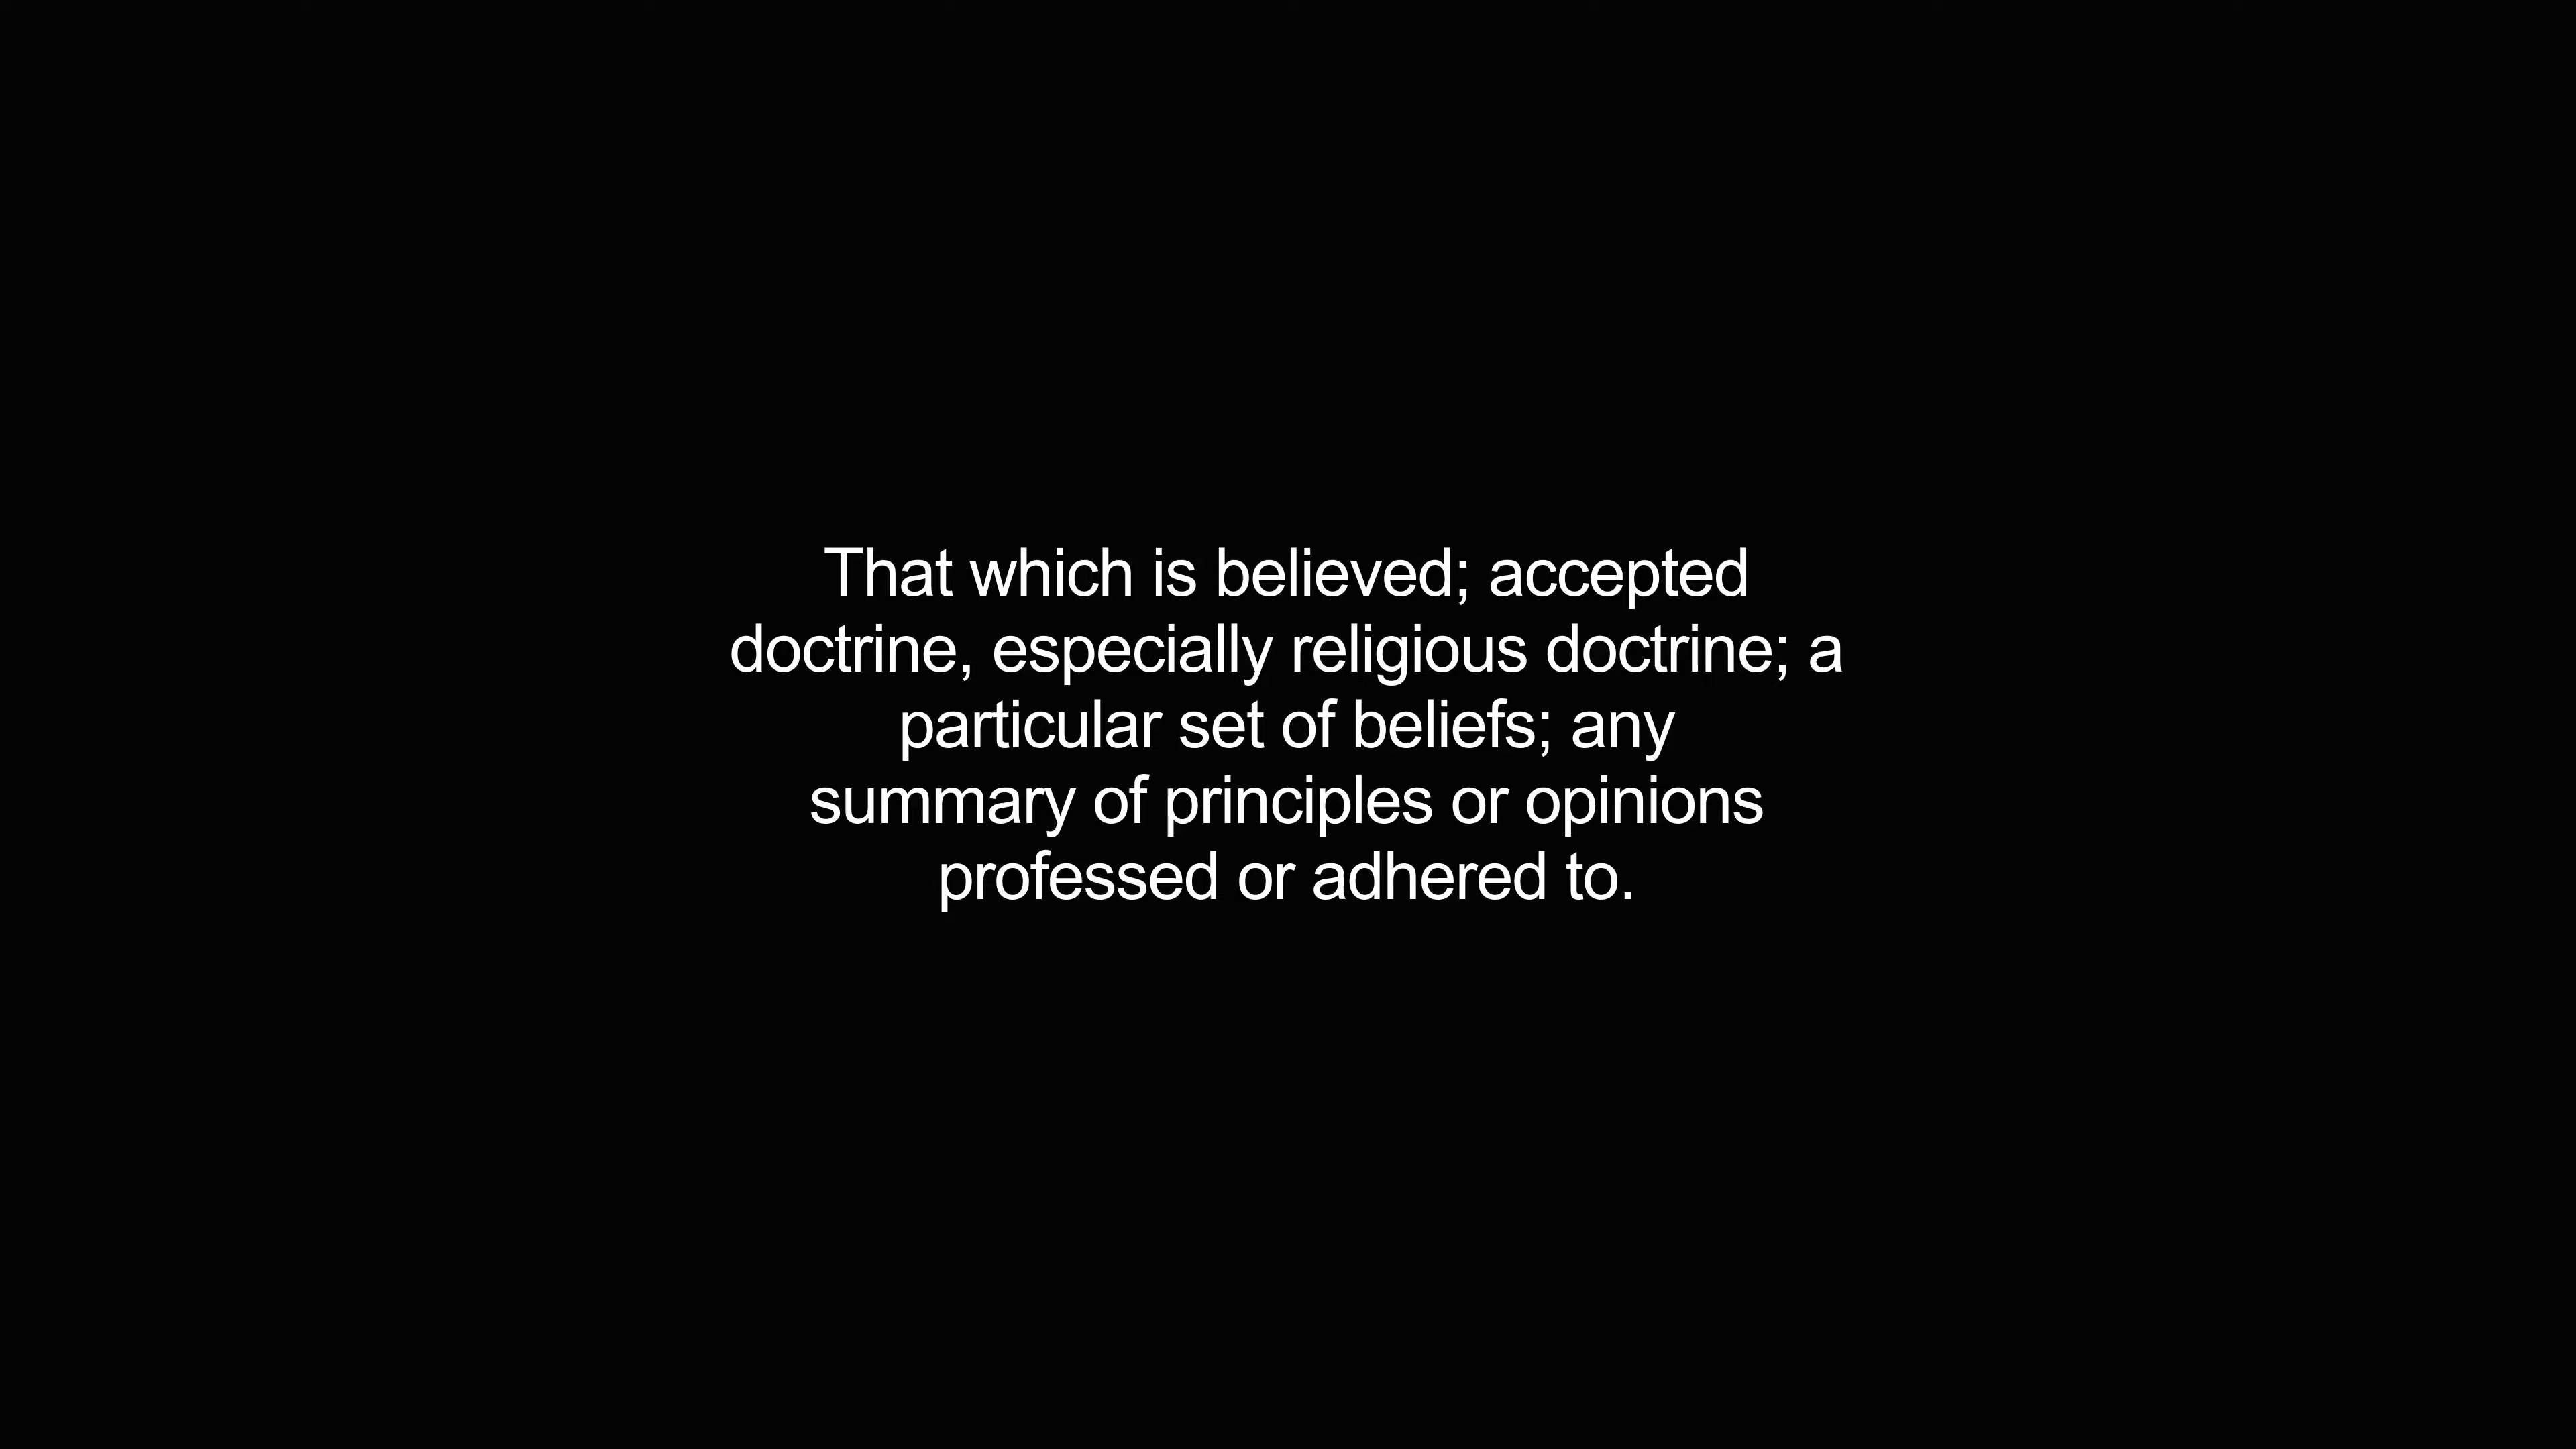 That which is believed; accepted
doctrine, especially religious doctrine; a
particular set of beliefs; any
summary of principles or opinions
professed or adhered to.